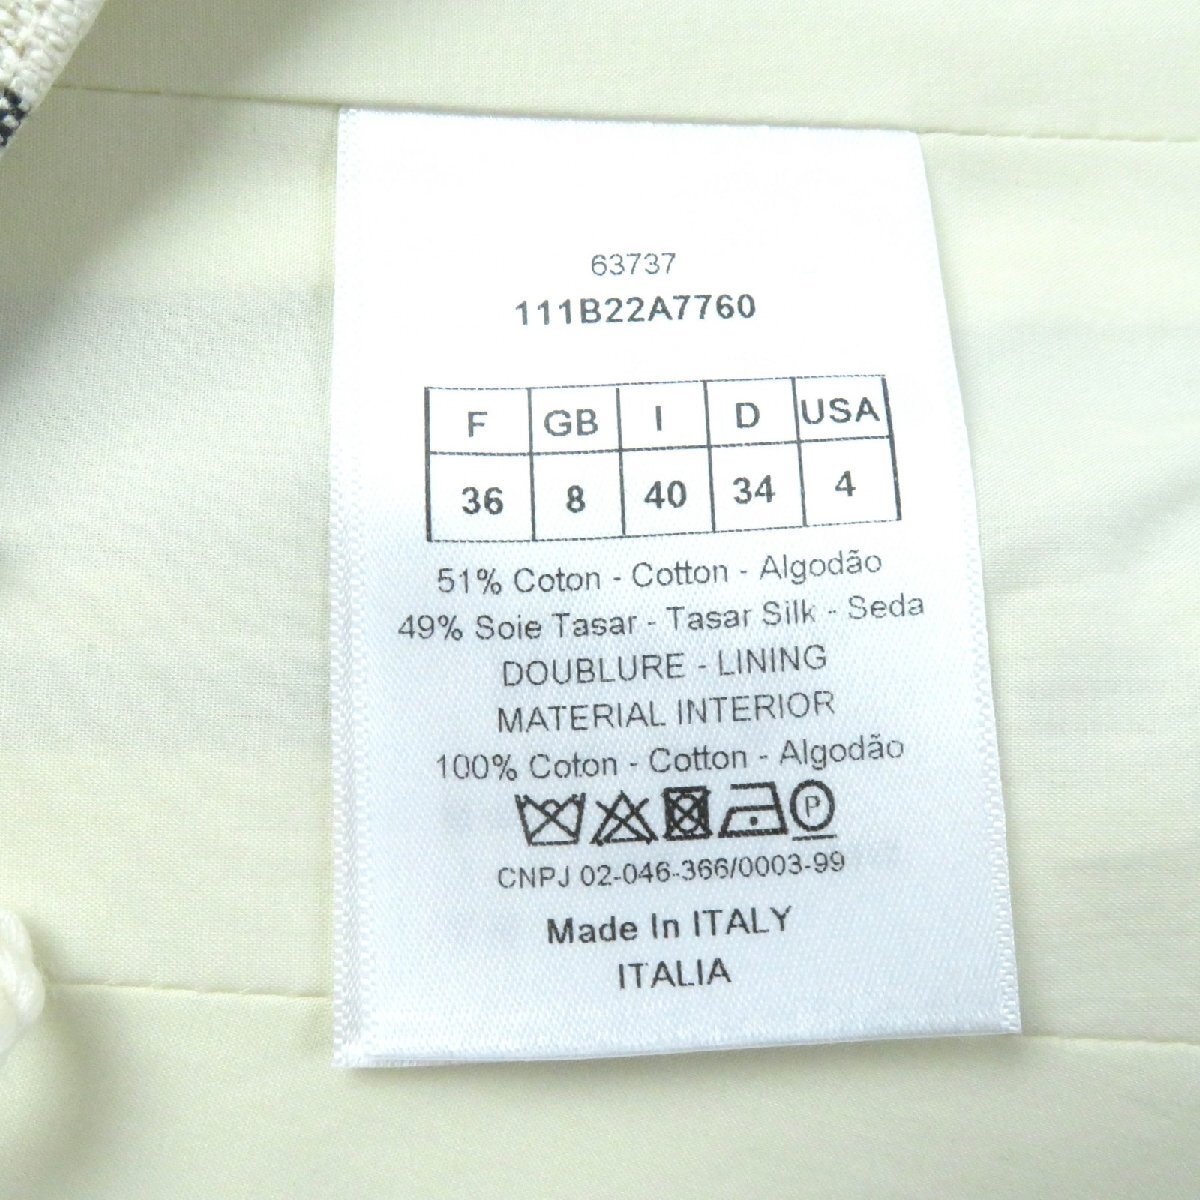 63737
111B22A7760
F GB I D USA
36 8 40 34 4
51% Coton - Cotton - Algodão
49% Soie Tasar - Tasar Silk - Seda
DOUBLURE - LINING
MATERIAL INTERIOR
100% Coton - Cotton - Algodão
P
CNPJ 02-046-366/0003-99
Made In ITALY
ITALIA